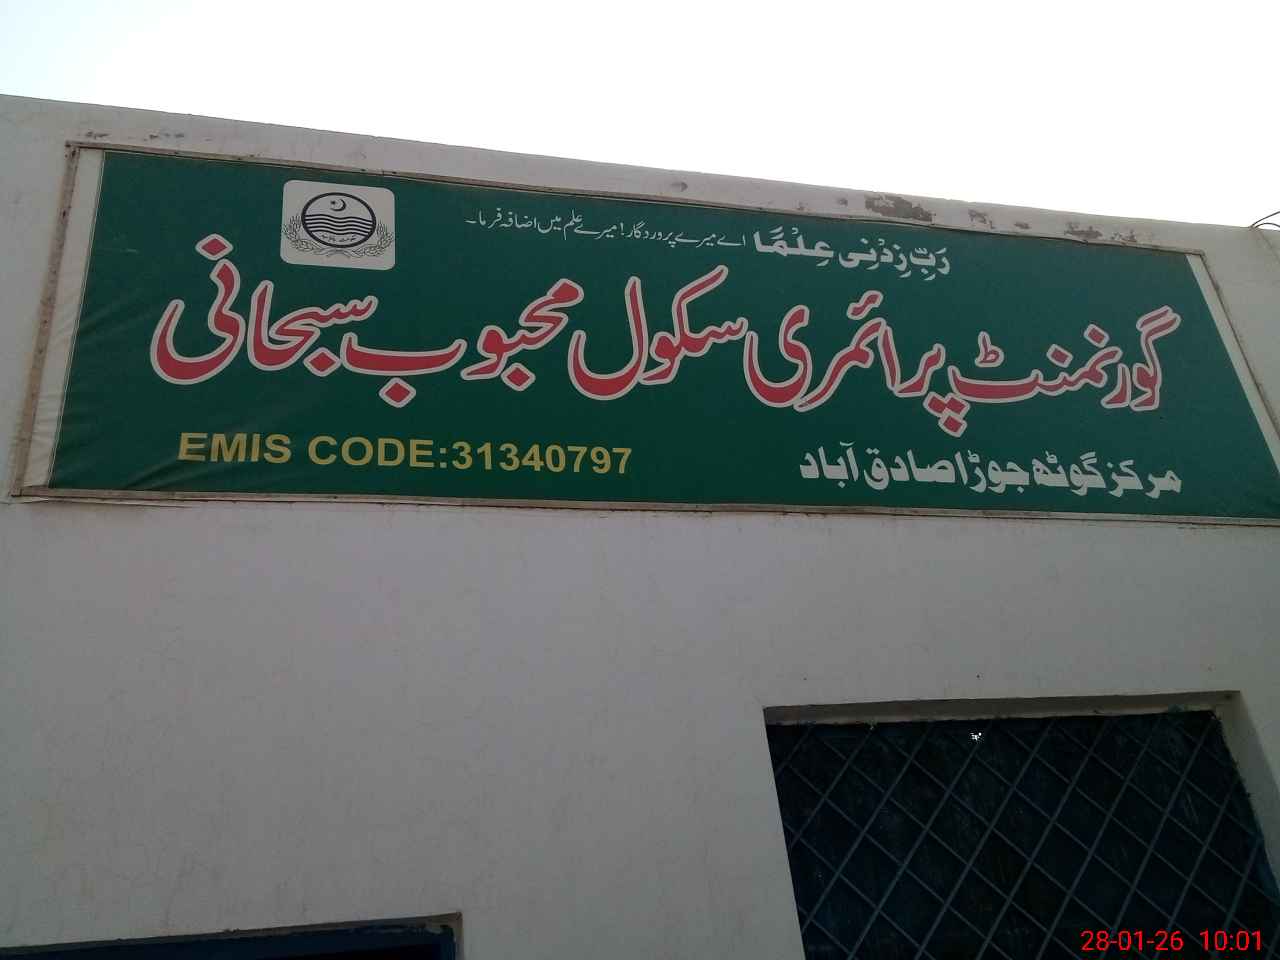 رَبِّ زِدْنِی عِلْمًا اے میرے پروردگار! میرے علم میں اضافہ فرما۔
گورنمنٹ پرائمری سکول محبوب سبحانی
مرکز گوٹھ جوڑا صادق آباد
EMIS CODE:31340797
28-01-26 10:01